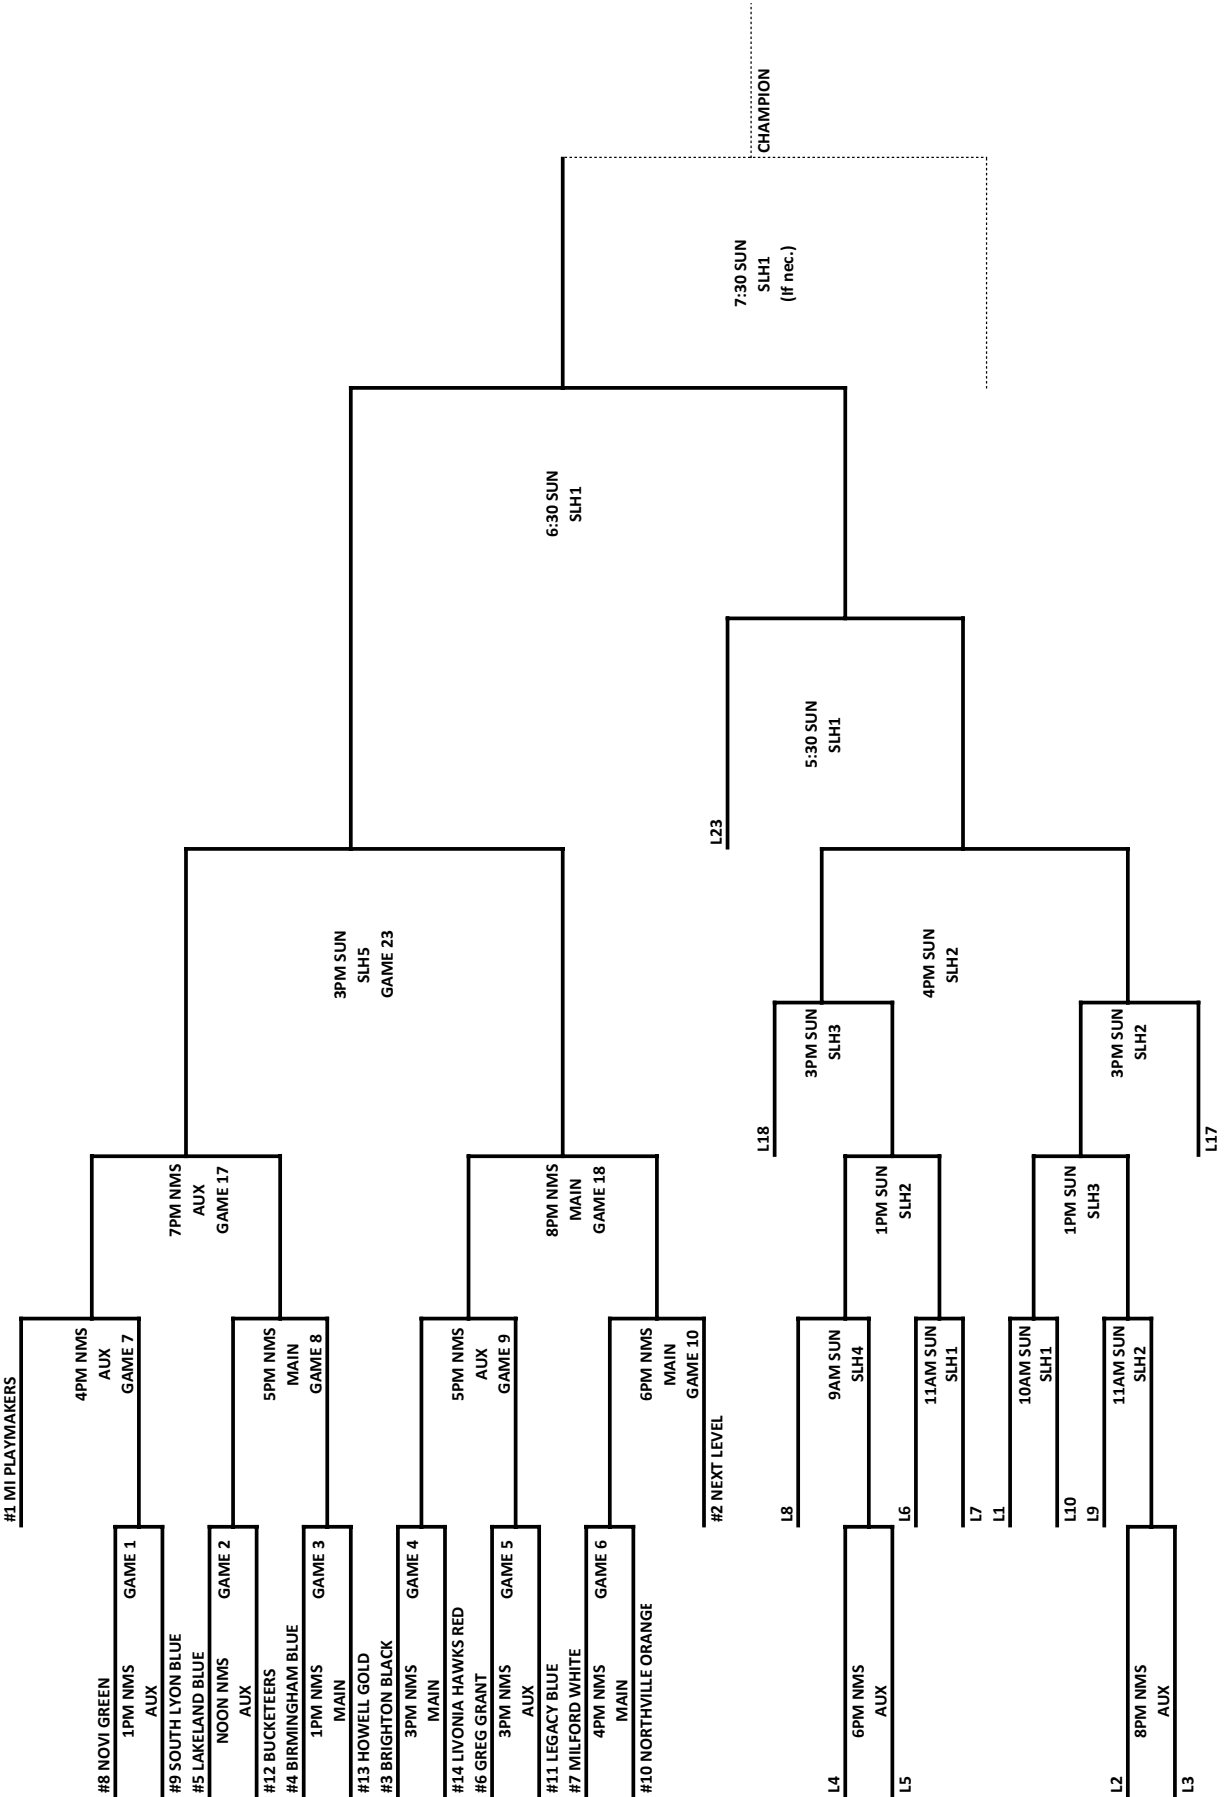 #1 MI PLAYMAKERS
#8 NOVI GREEN
1PM NMS
AUX
GAME 1
#9 SOUTH LYON BLUE
4PM NMS
AUX
GAME 7
#5 LAKELAND BLUE
NOON NMS
AUX
GAME 2
#12 BUCKETEERS
#4 BIRMINGHAM BLUE
1PM NMS
MAIN
GAME 3
#13 HOWELL GOLD
5PM NMS
MAIN
GAME 8
7PM NMS
AUX
GAME 17
#3 BRIGHTON BLACK
3PM NMS
MAIN
GAME 4
#14 LIVONIA HAWKS RED
#6 GREG GRANT
3PM NMS
AUX
GAME 5
#11 LEGACY BLUE
5PM NMS
AUX
GAME 9
#7 MILFORD WHITE
4PM NMS
MAIN
GAME 6
#10 NORTHVILLE ORANGE
6PM NMS
MAIN
GAME 10
#2 NEXT LEVEL
8PM NMS
MAIN
GAME 18
3PM SUN
SLH5
GAME 23
6:30 SUN
SLH1
7:30 SUN
SLH1
(If nec.)
CHAMPION
L23
5:30 SUN
SLH1
L18
3PM SUN
SLH3
4PM SUN
SLH2
L8
9AM SUN
SLH4
L4
6PM NMS
AUX
L5
1PM SUN
SLH2
L6
11AM SUN
SLH1
L7
L1
10AM SUN
SLH1
L10
1PM SUN
SLH3
L9
11AM SUN
SLH2
L2
8PM NMS
AUX
L3
3PM SUN
SLH2
L17